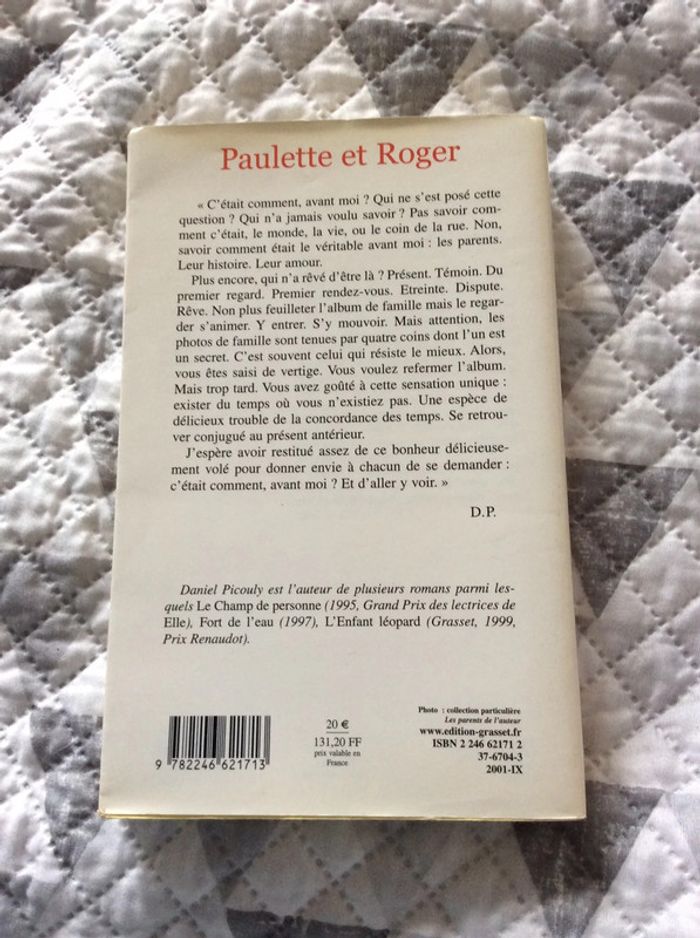 Paulette et Roger
« C'était comment, avant moi ? Qui ne s'est posé cette
question ? Qui n'a jamais voulu savoir ? Pas savoir com-
ment c'était, le monde, la vie, ou le coin de la rue. Non,
savoir comment était le véritable avant moi : les parents.
Leur histoire. Leur amour.
Plus encore, qui n'a rêvé d'être là ? Présent. Témoin. Du
premier regard. Premier rendez-vous. Etreinte. Dispute.
Rêve. Non plus feuilleter l'album de famille mais le regar-
der s'animer. Y entrer. S'y mouvoir. Mais attention, les
photos de famille sont tenues par quatre coins dont l'un est
un secret. C'est souvent celui qui résiste le mieux. Alors,
vous êtes saisi de vertige. Vous voulez refermer l'album.
Mais trop tard. Vous avez goûté à cette sensation unique :
exister du temps où vous n'existiez pas. Une espèce de
délicieux trouble de la concordance des temps. Se retrou-
ver conjugué au présent antérieur.
J'espère avoir restitué assez de ce bonheur délicieuse-
ment volé pour donner envie à chacun de se demander :
c'était comment, avant moi ? Et d'aller y voir. »
D.P.
Daniel Picouly est l'auteur de plusieurs romans parmi les-
quels Le Champ de personne (1995, Grand Prix des lectrices de
Elle), Fort de l'eau (1997), L'Enfant léopard (Grasset, 1999,
Prix Renaudot).
9 782246 621713
20 €
131,20 FF
prix valable en
France
Photo : collection particulière
Les parents de l'auteur
www.edition-grasset.fr
ISBN 2 246 62171 2
37-6704-3
2001-IX